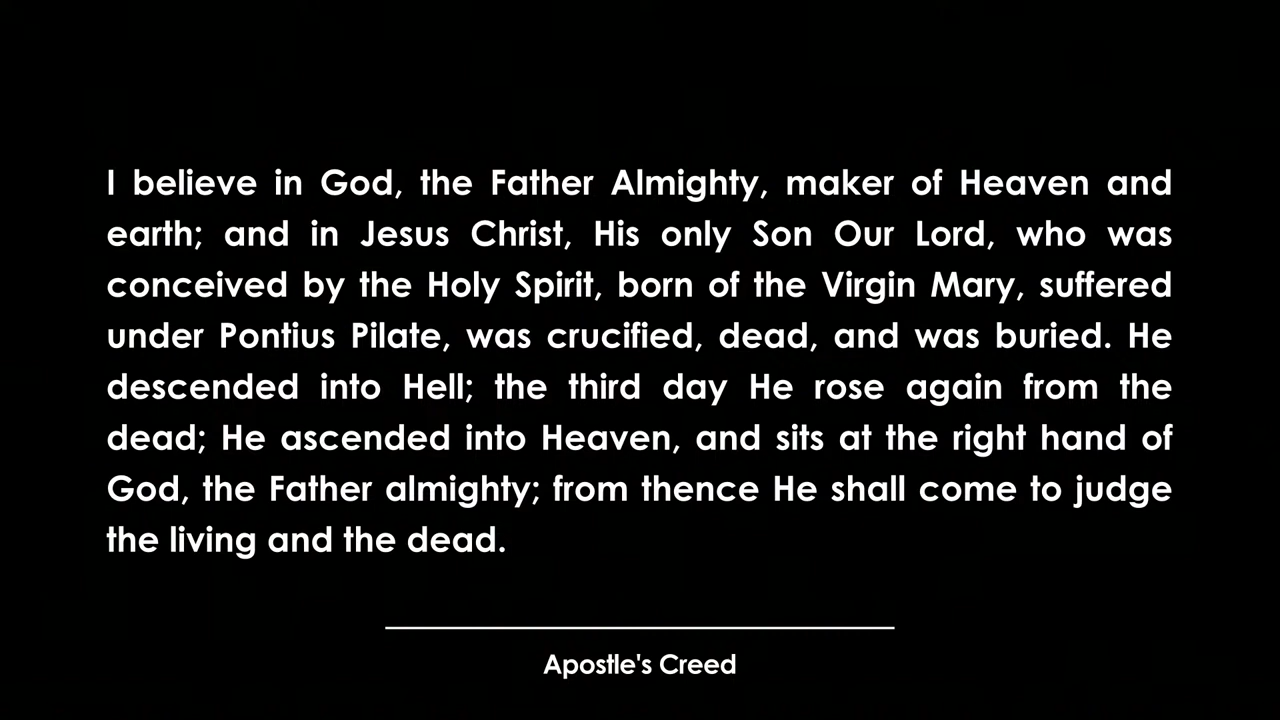 I believe in God, the Father Almighty, maker of Heaven and
earth; and in Jesus Christ, His only Son Our Lord, who was
conceived by the Holy Spirit, born of the Virgin Mary, suffered
under Pontius Pilate, was crucified, dead, and was buried. He
descended into Hell; the third day He rose again from the
dead; He ascended into Heaven, and sits at the right hand of
God, the Father almighty; from thence He shall come to judge
the living and the dead.
Apostle's Creed